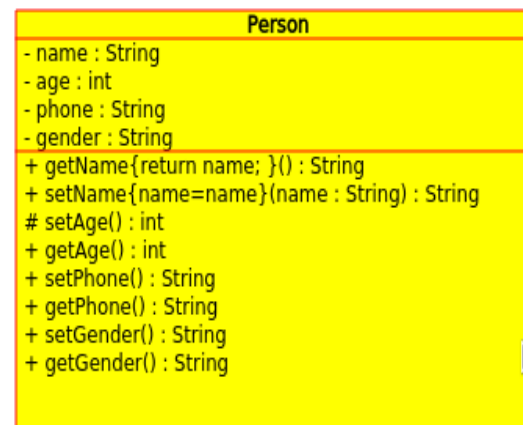 Person
- name : String
- age : int
- phone : String
- gender : String
+ getName{return name; }() : String
+ setName{name=name}(name : String) : String
# setAge() : int
+ getAge() : int
+ setPhone() : String
+ getPhone() : String
+ setGender() : String
+ getGender() : String